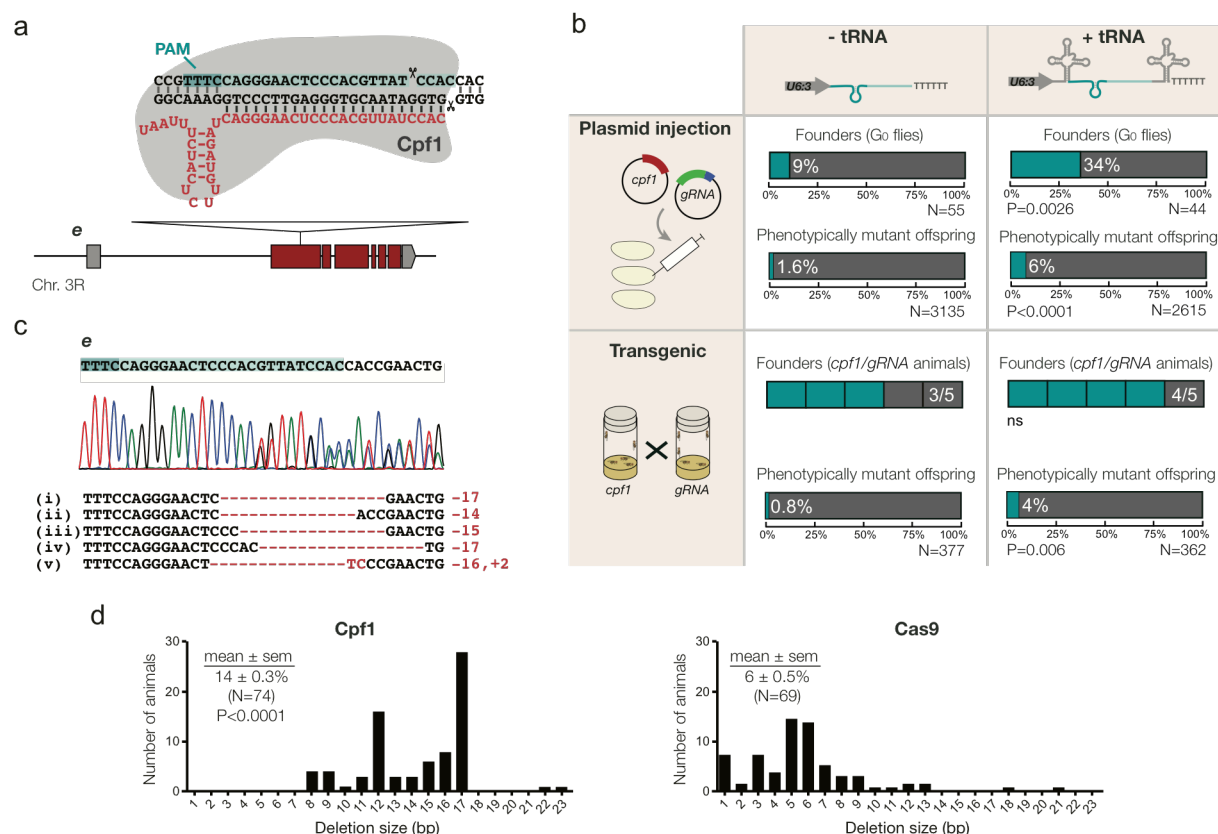 a
PAM
CCGTTTCCAGGGAACTCCCACGTTAT CCACCAC
GGCAAAGGTCCCTTGAGGGTGCAATAGGTG GTG
CAGGGAACUCCCACGUUAUCCAC
UAAUUUCUACUCUUGUAGAU
Cpf1
e
Chr. 3R
b
- tRNA
+ tRNA
U6:3
TTTTTT
U6:3
TTTTTT
Plasmid injection
cpf1
gRNA
Founders (G₀ flies)
9%
0% 25% 50% 75% 100%
N=55
Founders (G₀ flies)
34%
0% 25% 50% 75% 100%
P=0.0026
N=44
Phenotypically mutant offspring
1.6%
0% 25% 50% 75% 100%
N=3135
Phenotypically mutant offspring
6%
0% 25% 50% 75% 100%
P<0.0001
N=2615
Transgenic
cpf1
gRNA
Founders (cpf1/gRNA animals)
3/5
Founders (cpf1/gRNA animals)
4/5
ns
Phenotypically mutant offspring
0.8%
0% 25% 50% 75% 100%
N=377
Phenotypically mutant offspring
4%
0% 25% 50% 75% 100%
P=0.006
N=362
c
e
TTTCCAGGGAACTCCCACGTTATCCACCACCGAACTG
(i) TTTCCAGGGAACTC-----------------GAACTG -17
(ii) TTTCCAGGGAACTC--------------ACCGAACTG -14
(iii) TTTCCAGGGAACTCCC---------------GAACTG -15
(iv) TTTCCAGGGAACTCCCAC-----------------TG -17
(v) TTTCCAGGGAACT--------------TCCCGAACTG -16,+2
d
Cpf1
Number of animals
30
20
10
0
mean ± sem
14 ± 0.3%
(N=74)
P<0.0001
1 2 3 4 5 6 7 8 9 10 11 12 13 14 15 16 17 18 19 20 21 22 23
Deletion size (bp)
Cas9
Number of animals
30
20
10
0
mean ± sem
6 ± 0.5%
(N=69)
1 2 3 4 5 6 7 8 9 10 11 12 13 14 15 16 17 18 19 20 21 22 23
Deletion size (bp)